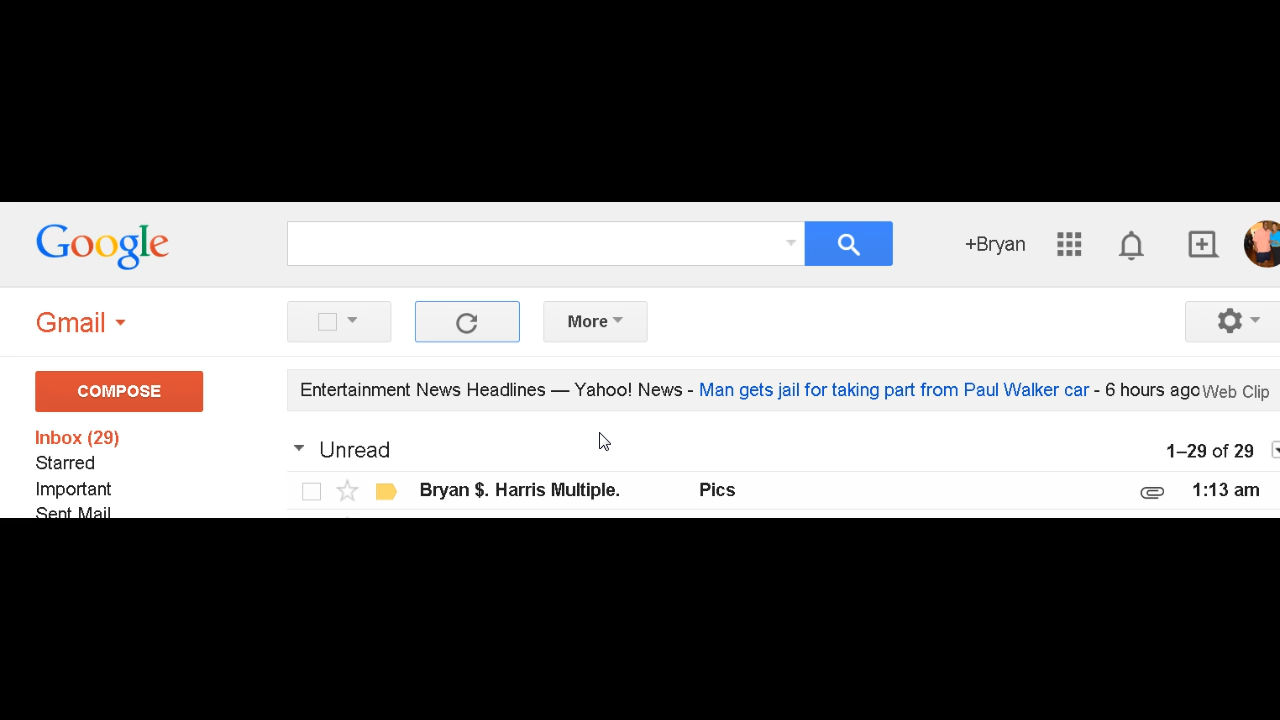 Google
+Bryan
Gmail
More
COMPOSE
Entertainment News Headlines — Yahoo! News - Man gets jail for taking part from Paul Walker car - 6 hours ago Web Clip
Inbox (29)
Unread
1–29 of 29
Starred
Important
Bryan $. Harris Multiple.
Pics
1:13 am
Sent Mail